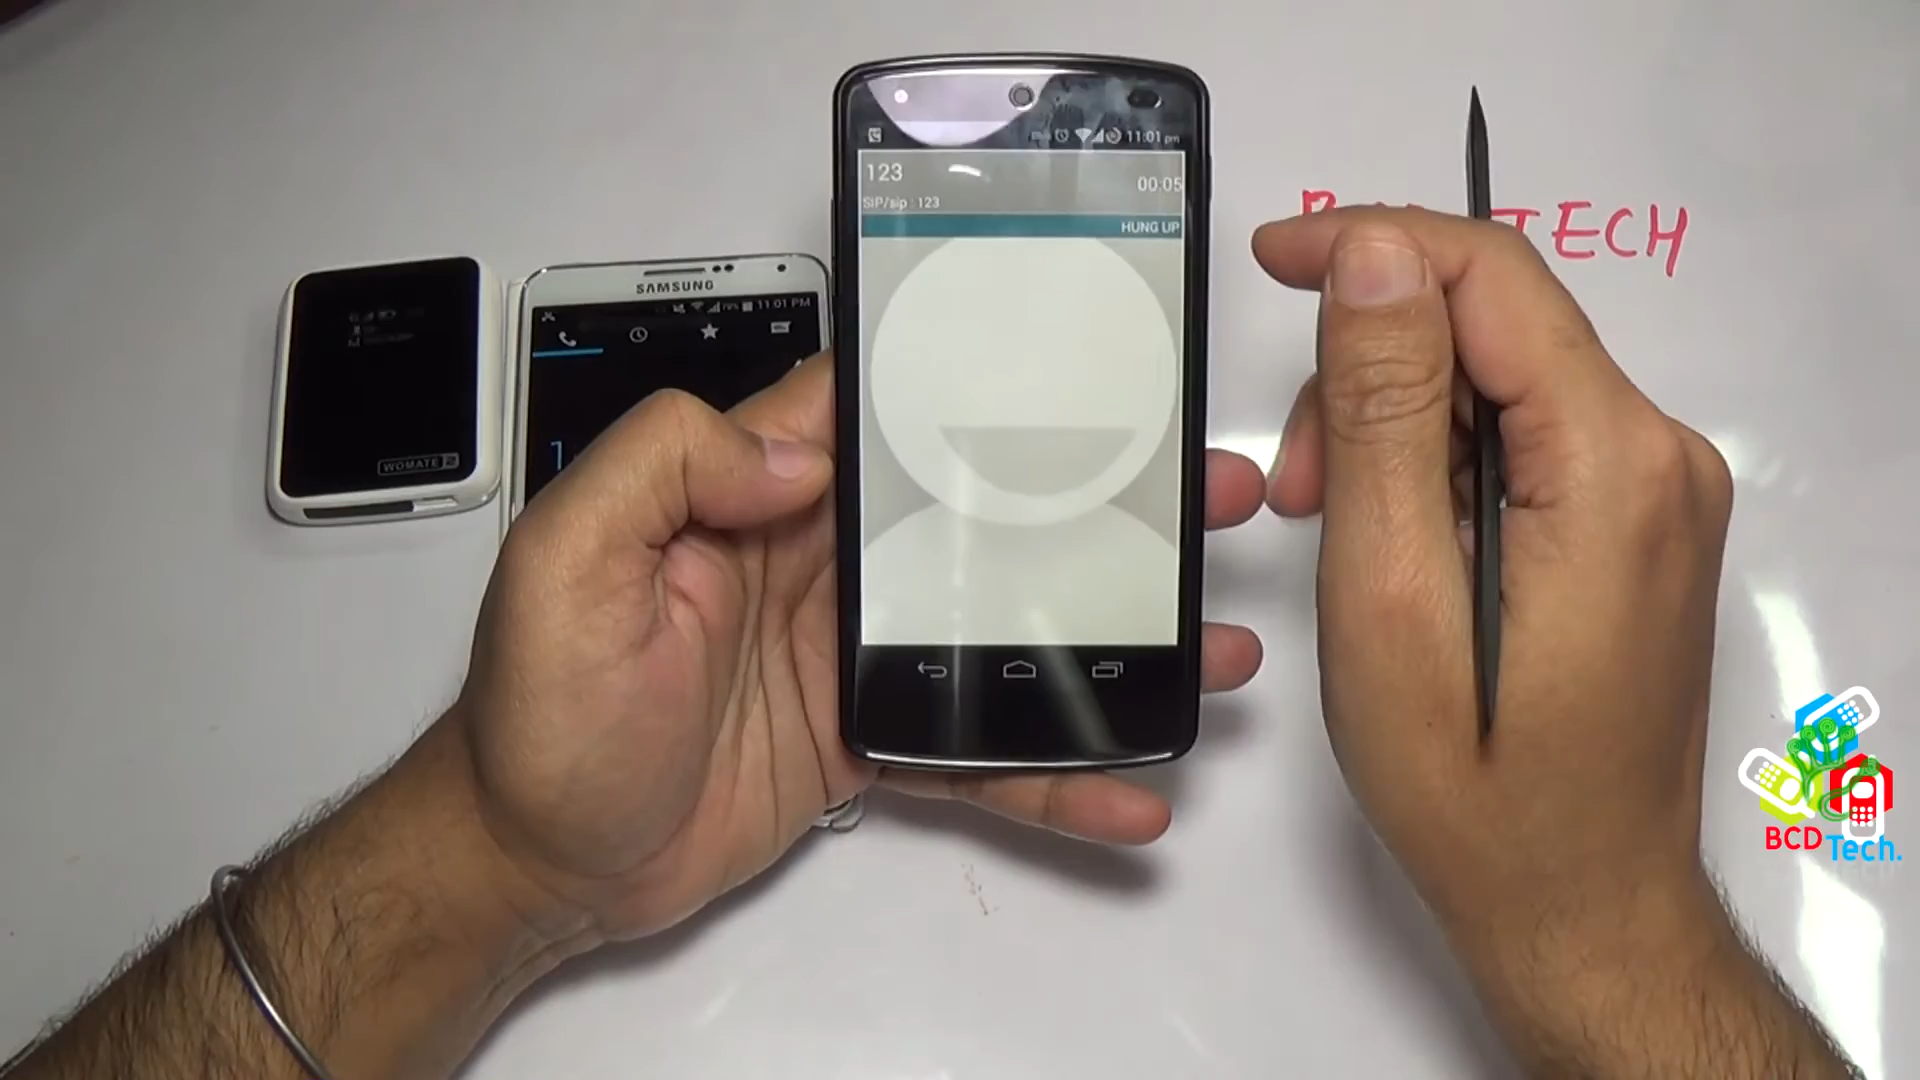 11:01 pm
123
00:05
SIP/sip : 123
HUNG UP
TECH
SAMSUNG
11:01 PM
1
WOMATE
BCD
Tech.